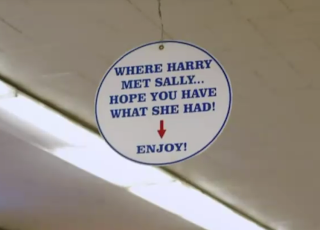 WHERE HARRY
MET SALLY...
HOPE YOU HAVE
WHAT SHE HAD!
ENJOY!